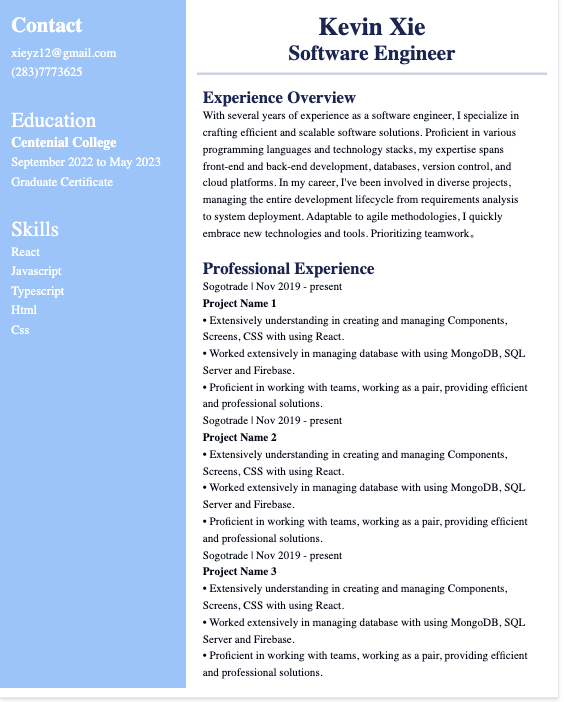 Contact
xieyz12@gmail.com
(283)7773625
Education
Centenial College
September 2022 to May 2023
Graduate Certificate
Skills
React
Javascript
Typescript
Html
Css
Kevin Xie
Software Engineer
Experience Overview
With several years of experience as a software engineer, I specialize in
crafting efficient and scalable software solutions. Proficient in various
programming languages and technology stacks, my expertise spans
front-end and back-end development, databases, version control, and
cloud platforms. In my career, I've been involved in diverse projects,
managing the entire development lifecycle from requirements analysis
to system deployment. Adaptable to agile methodologies, I quickly
embrace new technologies and tools. Prioritizing teamwork。
Professional Experience
Sogotrade | Nov 2019 - present
Project Name 1
• Extensively understanding in creating and managing Components,
Screens, CSS with using React.
• Worked extensively in managing database with using MongoDB, SQL
Server and Firebase.
• Proficient in working with teams, working as a pair, providing efficient
and professional solutions.
Sogotrade | Nov 2019 - present
Project Name 2
• Extensively understanding in creating and managing Components,
Screens, CSS with using React.
• Worked extensively in managing database with using MongoDB, SQL
Server and Firebase.
• Proficient in working with teams, working as a pair, providing efficient
and professional solutions.
Sogotrade | Nov 2019 - present
Project Name 3
• Extensively understanding in creating and managing Components,
Screens, CSS with using React.
• Worked extensively in managing database with using MongoDB, SQL
Server and Firebase.
• Proficient in working with teams, working as a pair, providing efficient
and professional solutions.